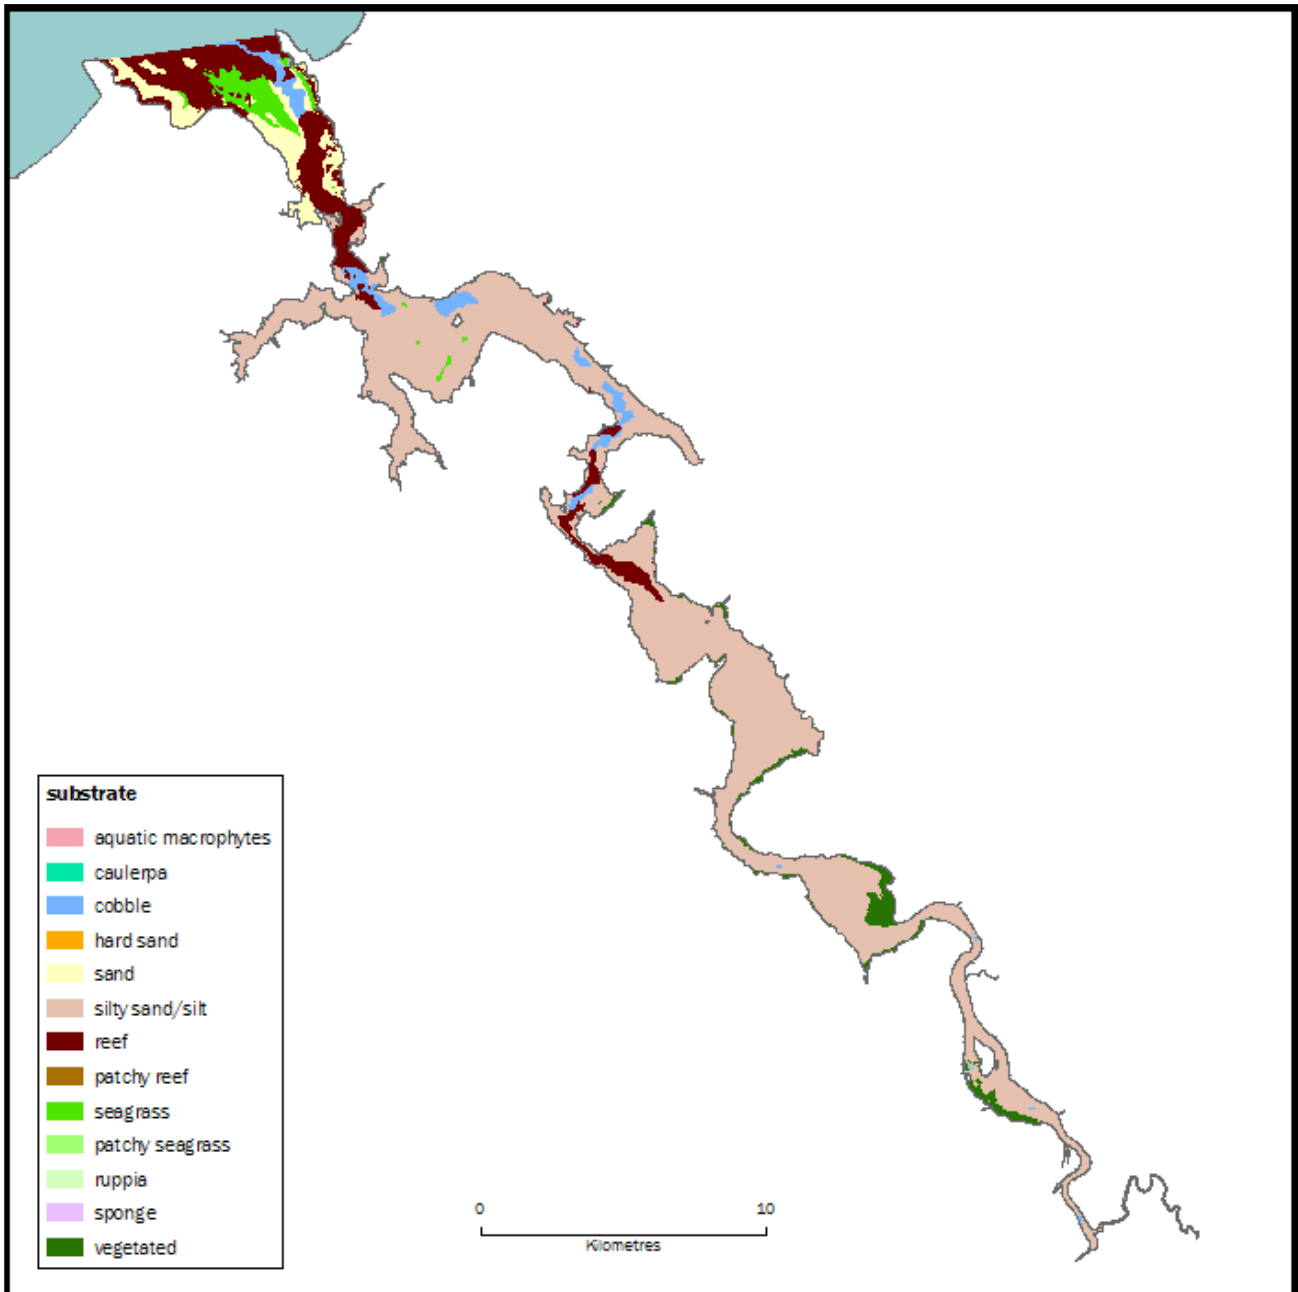 substrate
aquatic macrophytes
caulerpa
cobble
hard sand
sand
silty sand/silt
reef
patchy reef
seagrass
patchy seagrass
ruppia
sponge
vegetated
0 10
Kilometres